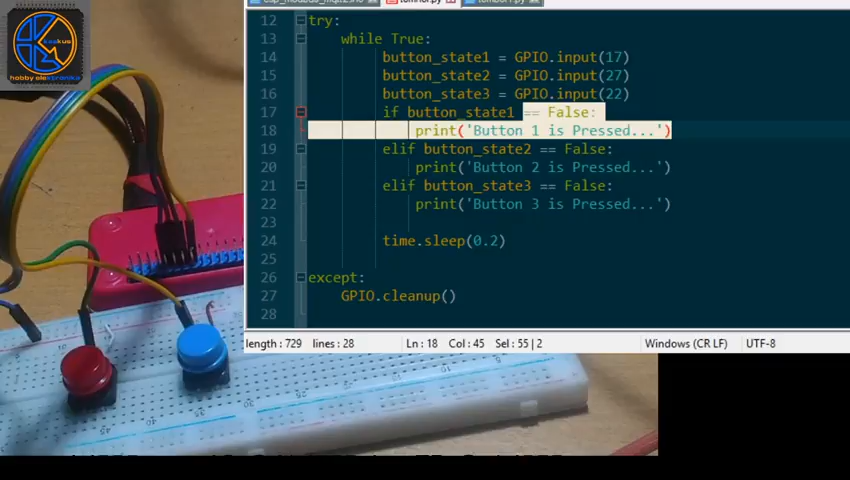 kaskus
hobby elektronika
12 try:
13 while True:
14 button_state1 = GPIO.input(17)
15 button_state2 = GPIO.input(27)
16 button_state3 = GPIO.input(22)
17 if button_state1 == False:
18 print('Button 1 is Pressed...')
19 elif button_state2 == False:
20 print('Button 2 is Pressed...')
21 elif button_state3 == False:
22 print('Button 3 is Pressed...')
23
24 time.sleep(0.2)
25
26 except:
27 GPIO.cleanup()
28
length : 729 lines : 28 Ln : 18 Col : 45 Sel : 55 | 2 Windows (CR LF) UTF-8